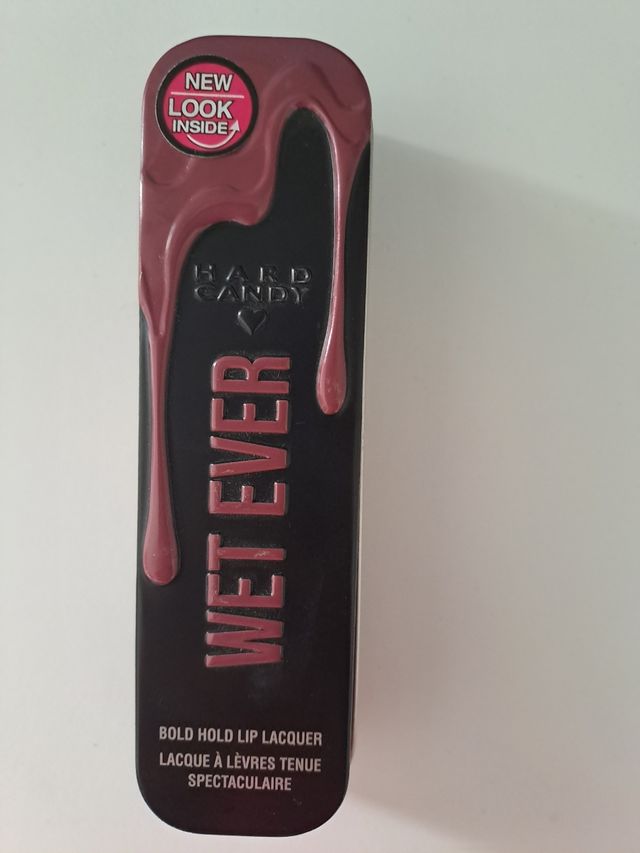 NEW
LOOK
INSIDE
HARD
CANDY
WET EVER
BOLD HOLD LIP LACQUER
LACQUE À LÈVRES TENUE
SPECTACULAIRE